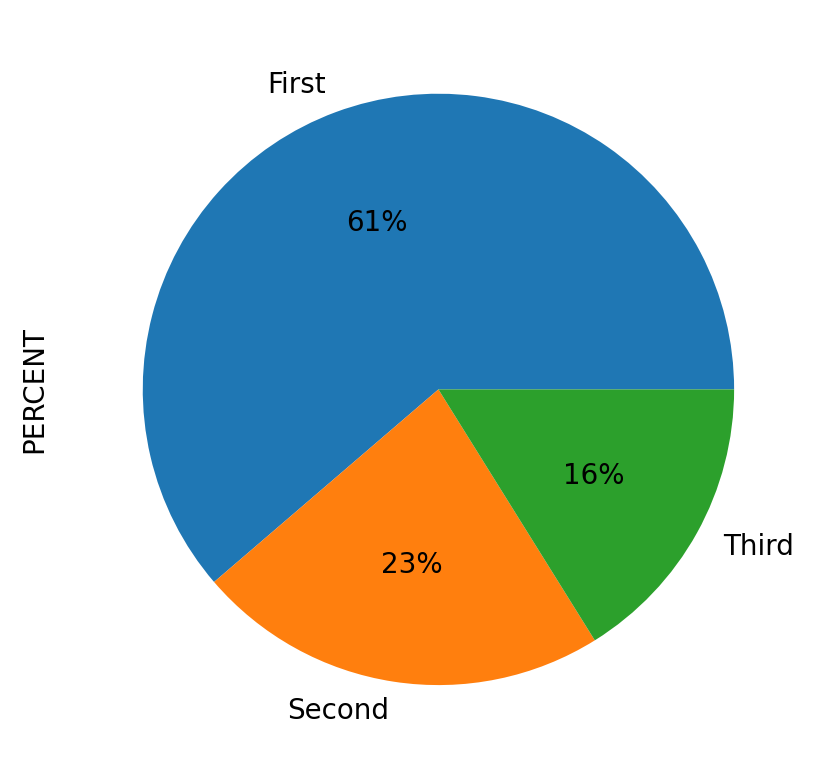 First
61%
PERCENT
16%
Third
23%
Second